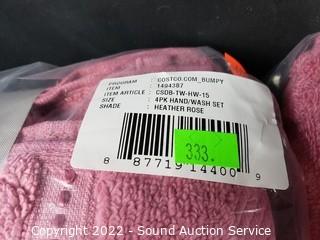 PROGRAM : COSTCO.COM_BUMPY
ITEM : 1494387
ITEM ARTICLE : CSDB-TW-HW-15
SIZE : 4PK HAND/WASH SET
SHADE : HEATHER ROSE
333.
8 87719 14400 9
Copyright 2022 - Sound Auction Service